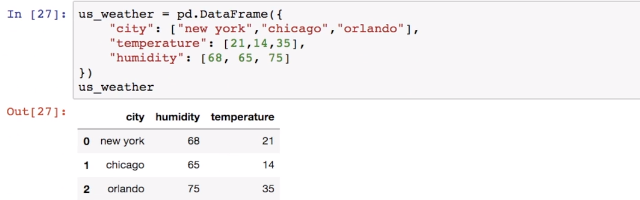 In [27]: us_weather = pd.DataFrame({
    "city": ["new york","chicago","orlando"],
    "temperature": [21,14,35],
    "humidity": [68, 65, 75]
})
us_weather
Out[27]:
city humidity temperature
0 new york 68 21
1 chicago 65 14
2 orlando 75 35